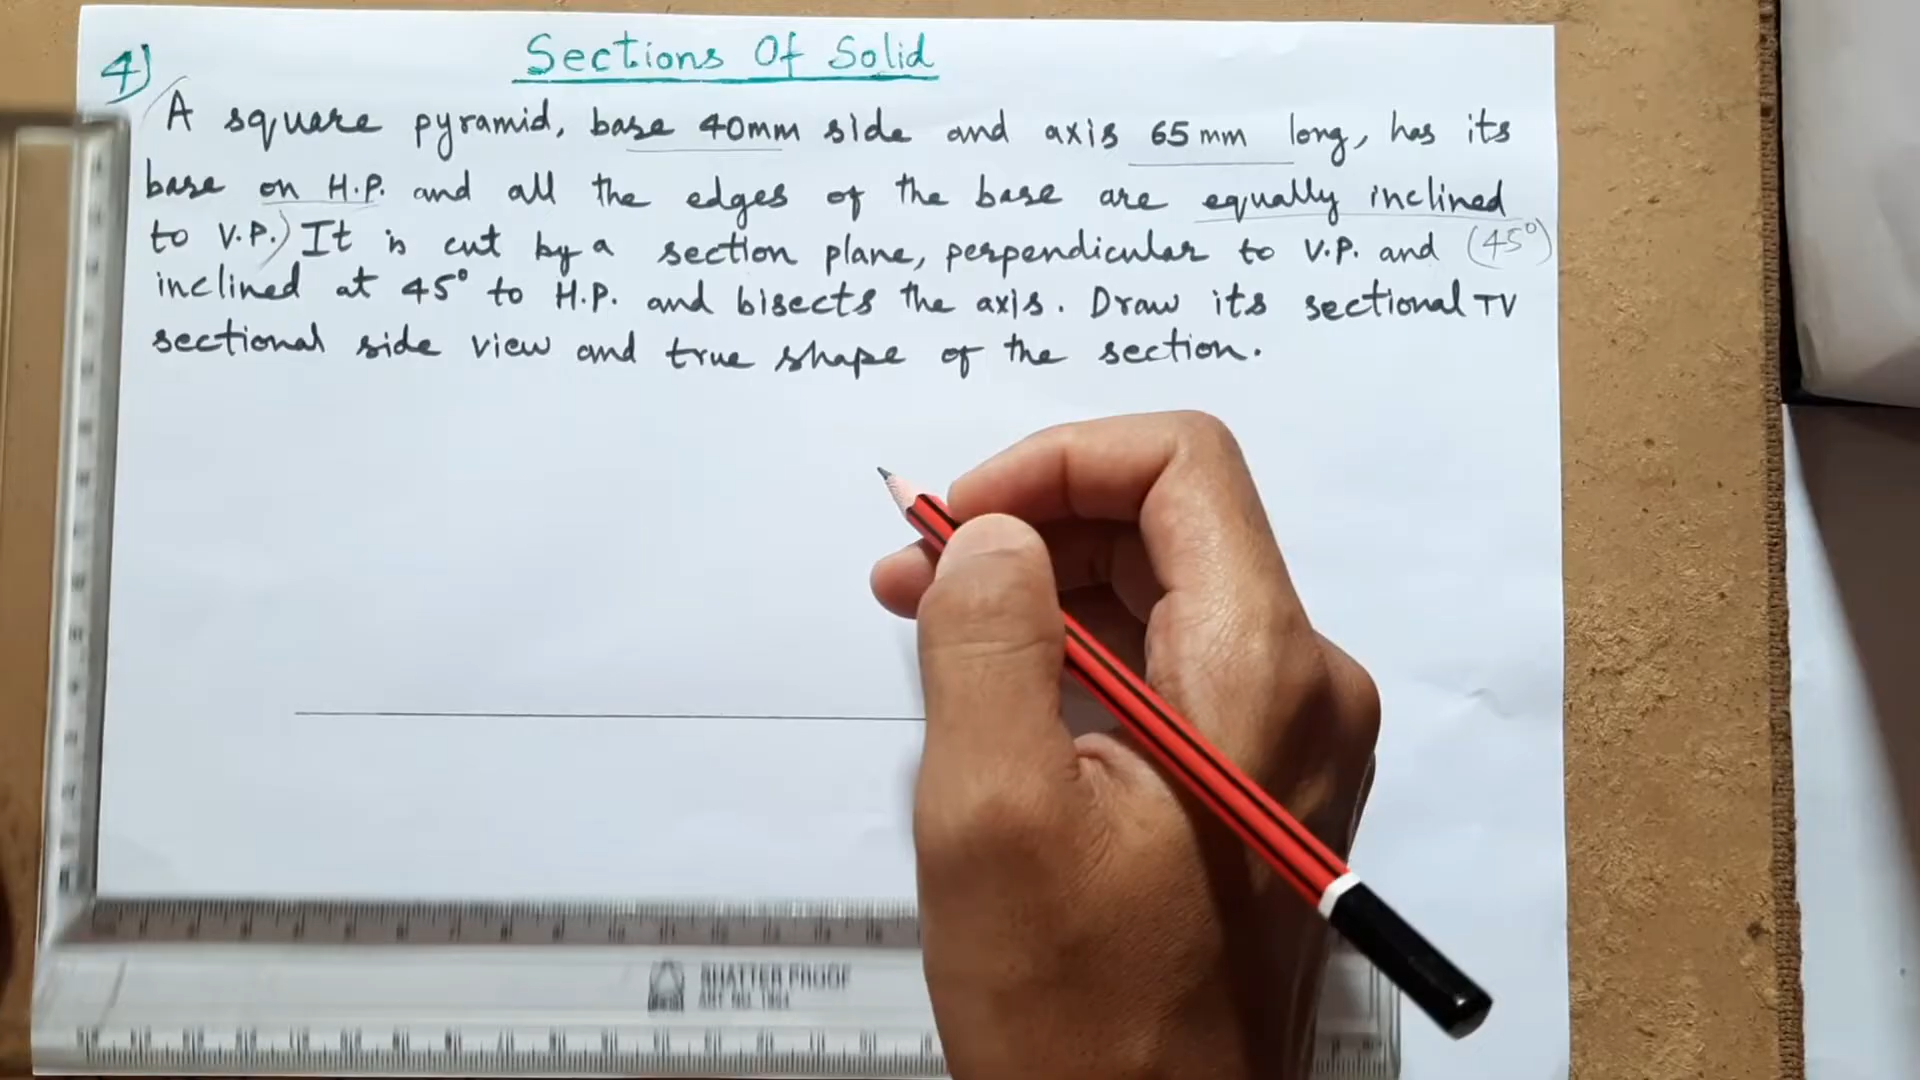 Sections Of Solid
4)
A square pyramid, base 40mm side and axis 65 mm long, has its
base on H.P. and all the edges of the base are equally inclined
to V.P.) It is cut by a section plane, perpendicular to V.P. and (45°)
inclined at 45° to H.P. and bisects the axis. Draw its sectional TV
sectional side view and true shape of the section.
SHATTER PROOF